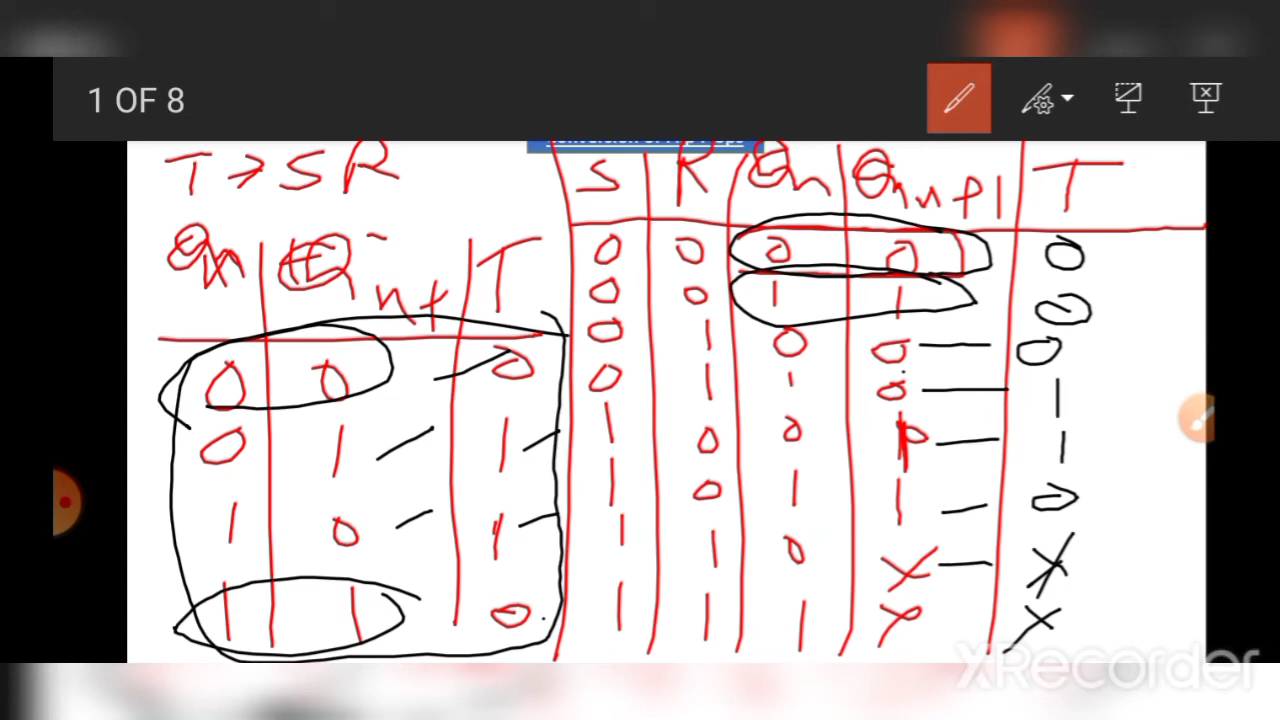 1 OF 8
T → S R
S R Qn Qn+1 T
Qn Qn+ T
0 0 0 0 0
0 0 1 1 0
0 1 0 0 0
0 1 1 0 1
1 0 0 1 1
1 0 1 1 0
1 1 0 X X
1 1 1 X X
0 0 0
0 1 1
1 0 1
1 1 0
XRecorder